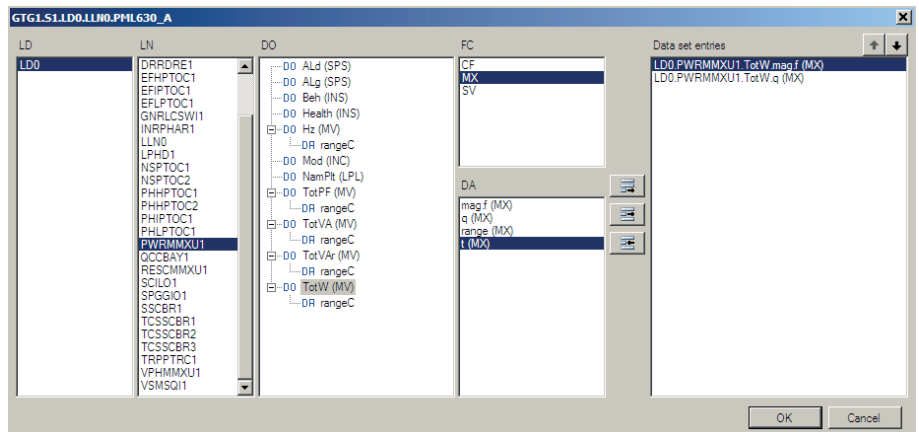 GTG1.S1.LD0.LLN0.PML630_A
LD
LD0
LN
DRRDRE1
EFHPTOC1
EFIPTOC1
EFLPTOC1
GNRLCSWI1
INRPHAR1
LLN0
LPHD1
NSPTOC1
NSPTOC2
PHHPTOC1
PHHPTOC2
PHIPTOC1
PHLPTOC1
PWRMMXU1
QCCBAY1
RESCMMXU1
SCILO1
SPGGIO1
SSCBR1
TCSSCBR1
TCSSCBR2
TCSSCBR3
TRPPTRC1
VPHMMXU1
VSMSQI1
DO
DO ALd (SPS)
DO ALg (SPS)
DO Beh (INS)
DO Health (INS)
DO Hz (MV)
DA rangeC
DO Mod (INC)
DO NamPlt (LPL)
DO TotPF (MV)
DA rangeC
DO TotVA (MV)
DA rangeC
DO TotVAr (MV)
DA rangeC
DO TotW (MV)
DA rangeC
FC
CF
MX
SV
DA
mag.f (MX)
q (MX)
range (MX)
t (MX)
Data set entries
LD0.PWRMMXU1.TotW.mag.f (MX)
LD0.PWRMMXU1.TotW.q (MX)
OK
Cancel